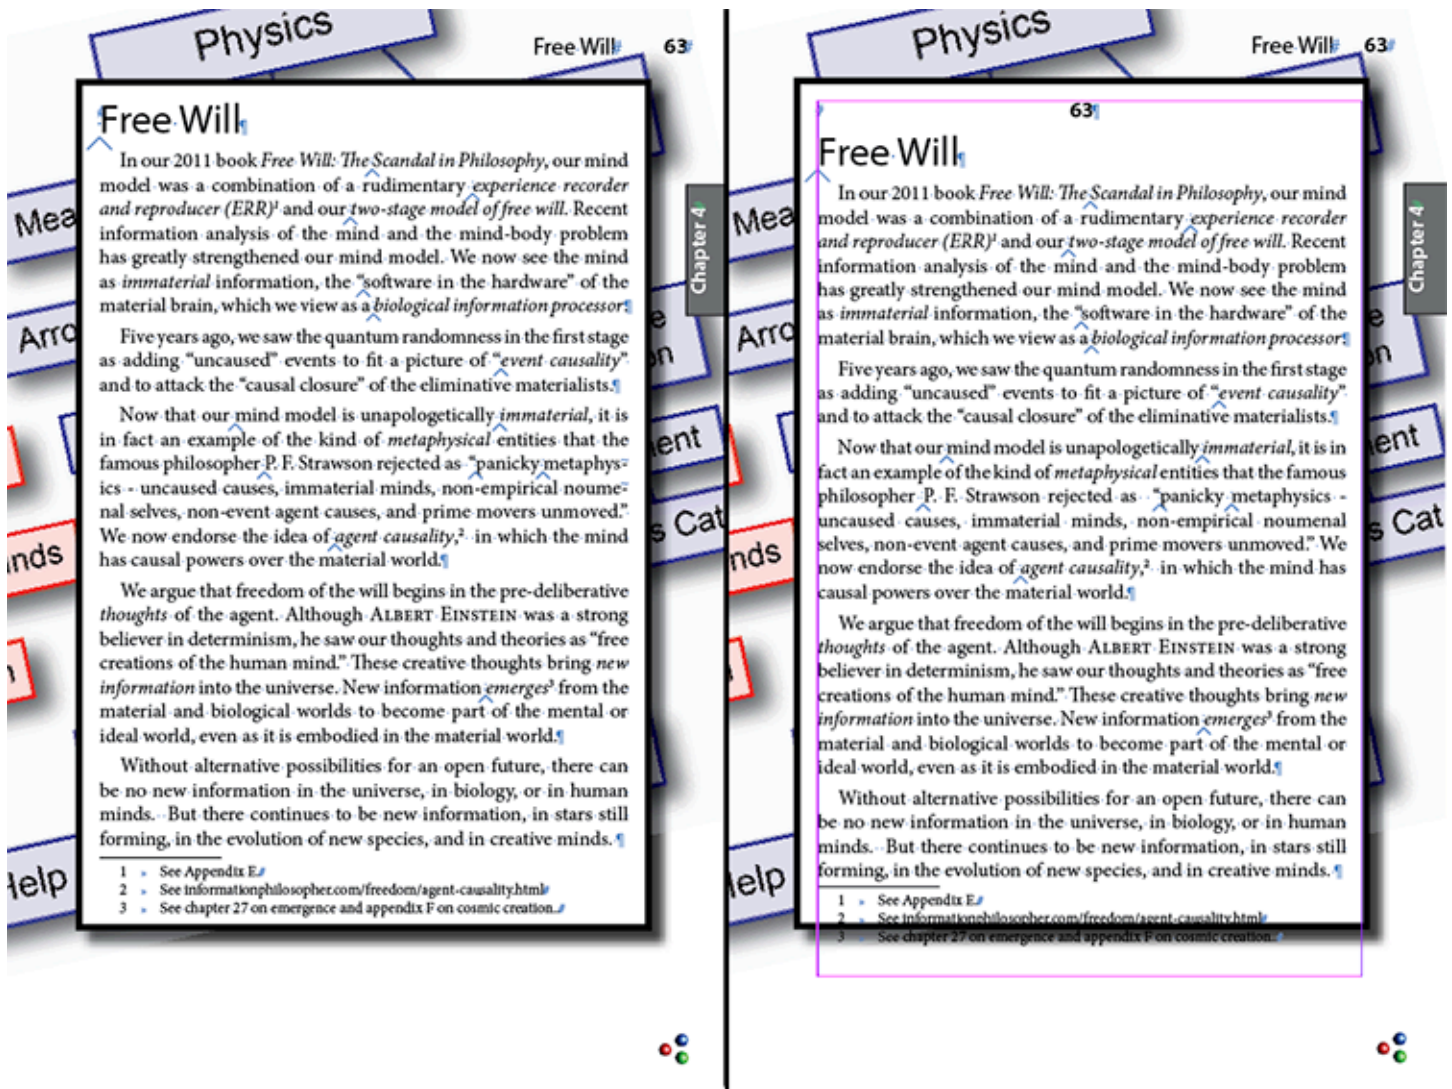 Physics
Free Will 63
Free Will
In our 2011 book Free Will: The Scandal in Philosophy, our mind
model was a combination of a rudimentary experience recorder
and reproducer (ERR)¹ and our two-stage model of free will. Recent
information analysis of the mind and the mind-body problem
has greatly strengthened our mind model. We now see the mind
as immaterial information, the “software in the hardware” of the
material brain, which we view as a biological information processor.
Five years ago, we saw the quantum randomness in the first stage
as adding “uncaused” events to fit a picture of “event causality”
and to attack the “causal closure” of the eliminative materialists.
Now that our mind model is unapologetically immaterial, it is
in fact an example of the kind of metaphysical entities that the
famous philosopher P. F. Strawson rejected as “panicky metaphys-
ics - uncaused causes, immaterial minds, non-empirical noume-
nal selves, non-event agent causes, and prime movers unmoved.”
We now endorse the idea of agent causality,² in which the mind
has causal powers over the material world.
We argue that freedom of the will begins in the pre-deliberative
thoughts of the agent. Although ALBERT EINSTEIN was a strong
believer in determinism, he saw our thoughts and theories as “free
creations of the human mind.” These creative thoughts bring new
information into the universe. New information emerges³ from the
material and biological worlds to become part of the mental or
ideal world, even as it is embodied in the material world.
Without alternative possibilities for an open future, there can
be no new information in the universe, in biology, or in human
minds. But there continues to be new information, in stars still
forming, in the evolution of new species, and in creative minds.
1 » See Appendix E.
2 » See informationphilosopher.com/freedom/agent-causality.html
3 » See chapter 27 on emergence and appendix F on cosmic creation.
Chapter 4
Mea
Arro
nds
Help
Physics
Free Will 63
63
Free Will
In our 2011 book Free Will: The Scandal in Philosophy, our mind
model was a combination of a rudimentary experience recorder
and reproducer (ERR)¹ and our two-stage model of free will. Recent
information analysis of the mind and the mind-body problem
has greatly strengthened our mind model. We now see the mind
as immaterial information, the “software in the hardware” of the
material brain, which we view as a biological information processor.
Five years ago, we saw the quantum randomness in the first stage
as adding “uncaused” events to fit a picture of “event causality”
and to attack the “causal closure” of the eliminative materialists.
Now that our mind model is unapologetically immaterial, it is in
fact an example of the kind of metaphysical entities that the famous
philosopher P. F. Strawson rejected as “panicky metaphysics -
uncaused causes, immaterial minds, non-empirical noumenal
selves, non-event agent causes, and prime movers unmoved.” We
now endorse the idea of agent causality,² in which the mind has
causal powers over the material world.
We argue that freedom of the will begins in the pre-deliberative
thoughts of the agent. Although ALBERT EINSTEIN was a strong
believer in determinism, he saw our thoughts and theories as “free
creations of the human mind.” These creative thoughts bring new
information into the universe. New information emerges³ from the
material and biological worlds to become part of the mental or
ideal world, even as it is embodied in the material world.
Without alternative possibilities for an open future, there can
be no new information in the universe, in biology, or in human
minds. But there continues to be new information, in stars still
forming, in the evolution of new species, and in creative minds.
1 » See Appendix E.
2 » See informationphilosopher.com/freedom/agent-causality.html
3 » See chapter 27 on emergence and appendix F on cosmic creation.
Chapter 4
Mea
Arro
nds
Help
ent
s Cat